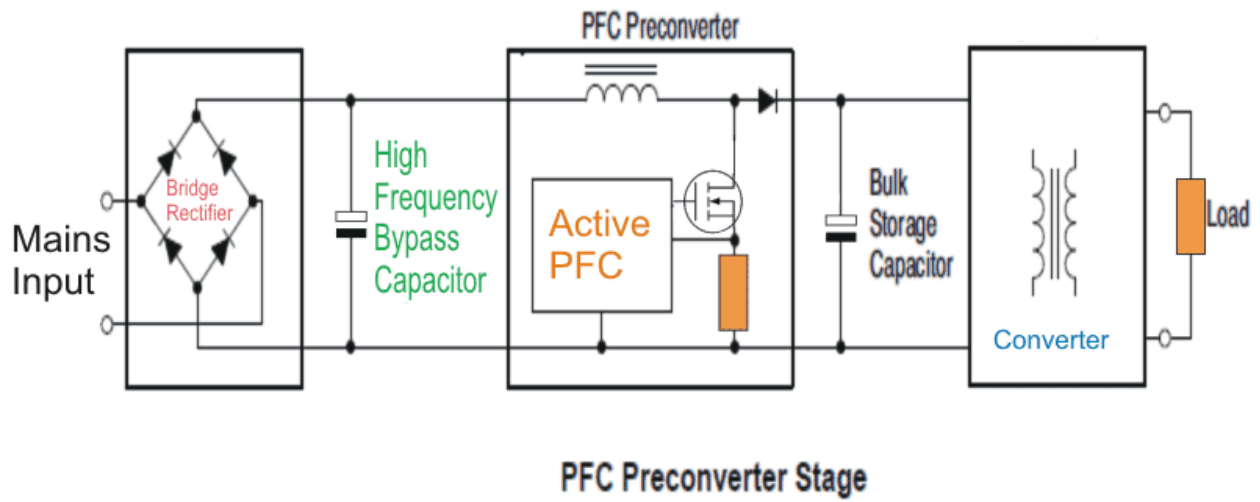 PFC Preconverter
Bridge
Rectifier
Mains
Input
High
Frequency
Bypass
Capacitor
Active
PFC
Bulk
Storage
Capacitor
Converter
Load
PFC Preconverter Stage